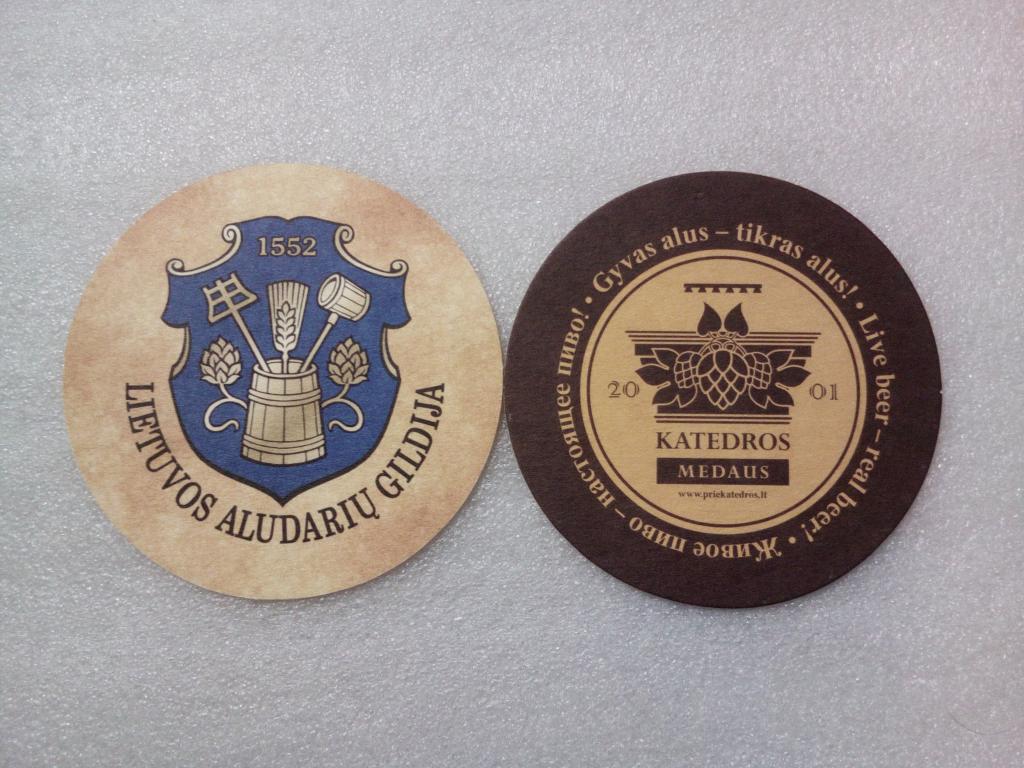 1552
LIETUVOS ALUDARIŲ GILDIJA
Gyvas alus – tikras alus! • Live beer – real beer! • Живое пиво – настоящее пиво! •
20 01
KATEDROS
MEDAUS
www.priekatedros.lt